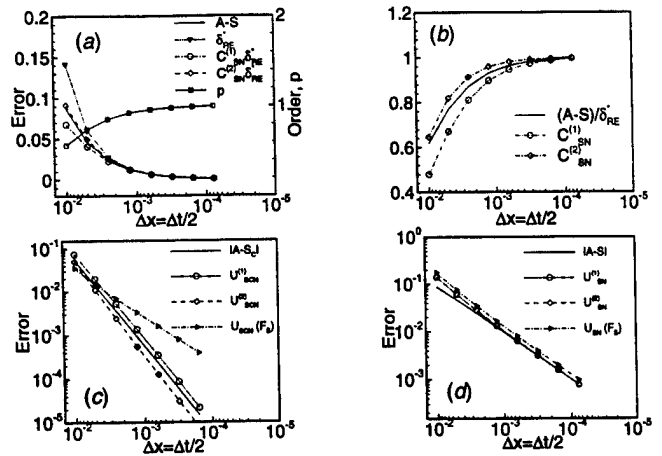 (a)
A-S
δ*RE
C(1)SN δ*RE
C(2)SN δ*RE
p
Error
0.2
0.15
0.1
0.05
0
Order, p
2
1
10-2
10-3
10-4
10-5
Δx=Δt/2
(b)
(A-S)/δ*RE
C(1)SN
C(2)SN
1.2
1.0
0.8
0.6
0.4
10-2
10-3
10-4
10-5
Δx=Δt/2
(c)
|A-SC|
U(1)SCN
U(2)SCN
USCN(FS)
Error
10-1
10-2
10-3
10-4
10-5
10-2
10-3
10-4
10-5
Δx=Δt/2
(d)
|A-S|
U(1)SN
U(2)SN
USN(FS)
Error
100
10-1
10-2
10-3
10-2
10-3
10-4
10-5
Δx=Δt/2